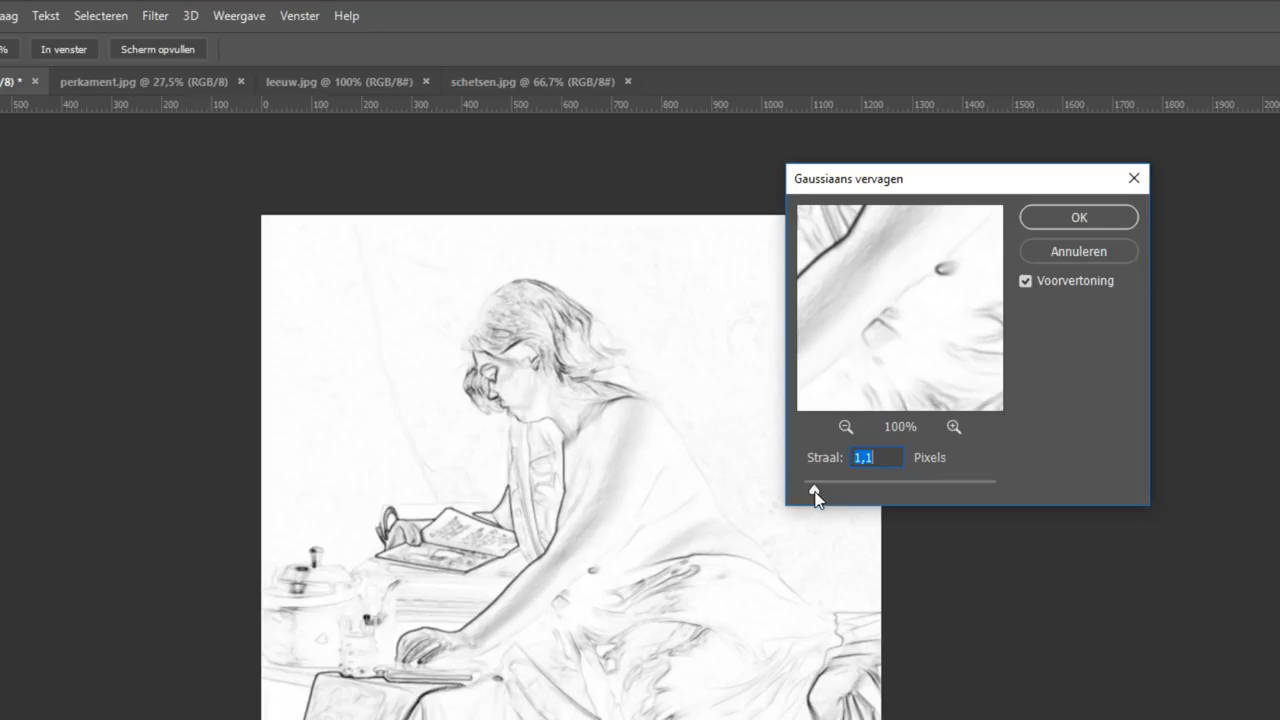 aag Tekst Selecteren Filter 3D Weergave Venster Help
% In venster Scherm opvullen
/8) * × perkament.jpg @ 27,5% (RGB/8) × leeuw.jpg @ 100% (RGB/8#) × schetsen.jpg @ 66,7% (RGB/8#) ×
500 400 300 200 100 0 100 200 300 400 500 600 700 800 900 1000 1100 1200 1300 1400 1500 1600 1700 1800 1900 200
Gaussiaans vervagen
OK
Annuleren
Voorvertoning
100%
Straal: 1,1 Pixels